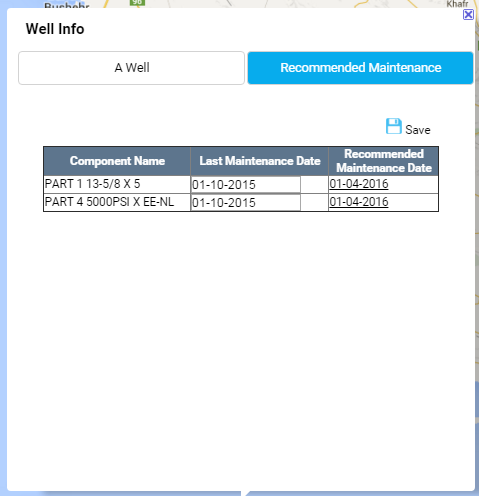 Bushehr
96
Khafr
Well Info
A Well
Recommended Maintenance
Save
Component Name
Last Maintenance Date
Recommended
Maintenance Date
PART 1 13-5/8 X 5
01-10-2015
01-04-2016
PART 4 5000PSI X EE-NL
01-10-2015
01-04-2016